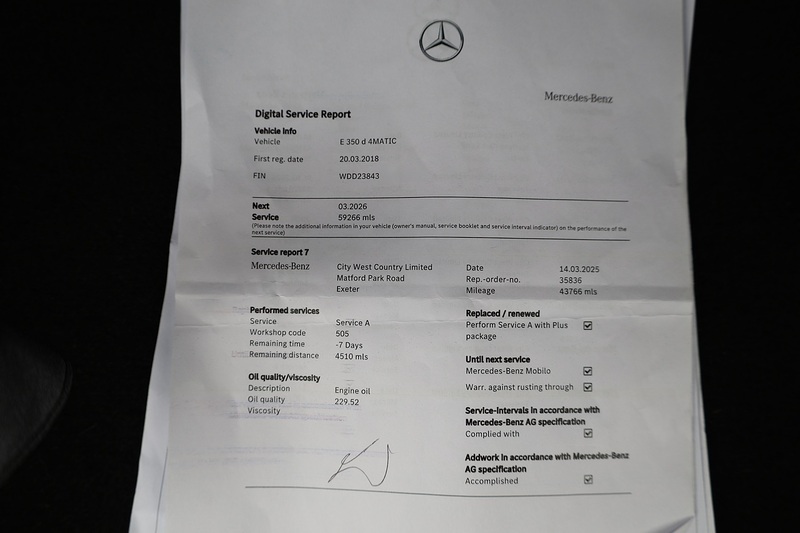 Mercedes-Benz
Digital Service Report
Vehicle Info
Vehicle E 350 d 4MATIC
First reg. date 20.03.2018
FIN WDD23843
Next 03.2026
Service 59266 mls
(Please note the additional information in your vehicle (owner's manual, service booklet and service interval indicator) on the performance of the
next service)
Service report 7
Mercedes-Benz City West Country Limited
Matford Park Road
Exeter
Date 14.03.2025
Rep.-order-no. 35836
Mileage 43766 mls
Performed services
Service Service A
Workshop code 505
Remaining time -7 Days
Remaining distance 4510 mls
Oil quality/viscosity
Description Engine oil
Oil quality 229.52
Viscosity
Replaced / renewed
Perform Service A with Plus
package
Until next service
Mercedes-Benz Mobilo
Warr. against rusting through
Service-Intervals in accordance with
Mercedes-Benz AG specification
Complied with
Addwork in accordance with Mercedes-Benz
AG specification
Accomplished